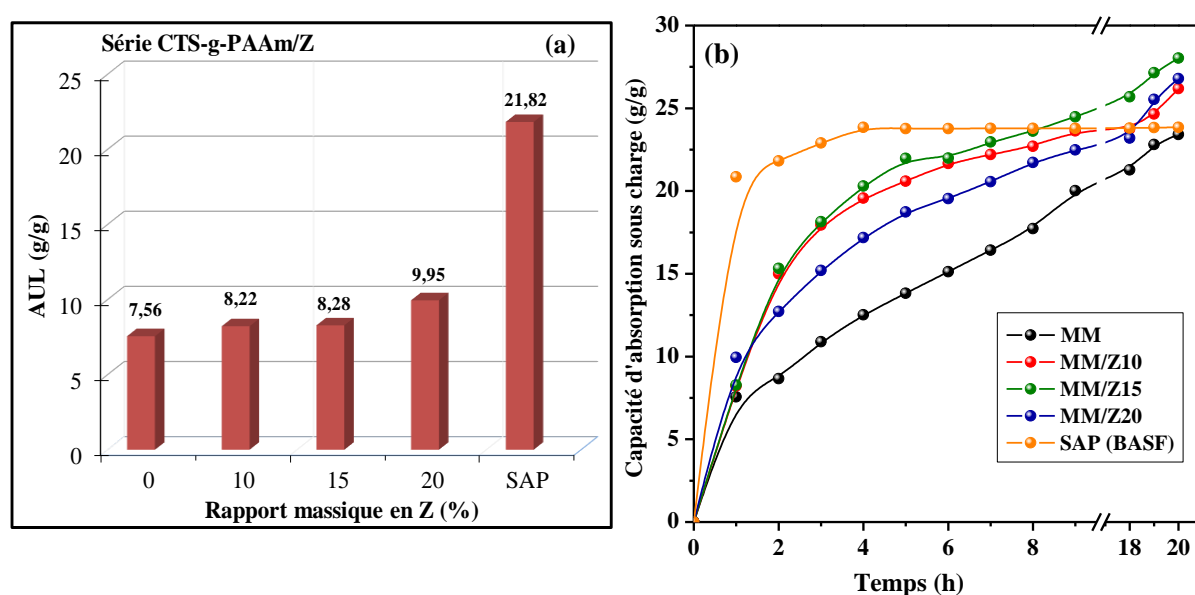 Série CTS-g-PAAm/Z
(a)
AUL (g/g)
25
20
15
10
5
0
7,56
8,22
8,28
9,95
21,82
0 10 15 20 SAP
Rapport massique en Z (%)
(b)
Capacité d'absorption sous charge (g/g)
30
25
20
15
10
5
0
MM
MM/Z10
MM/Z15
MM/Z20
SAP (BASF)
0 2 4 6 8 18 20
Temps (h)